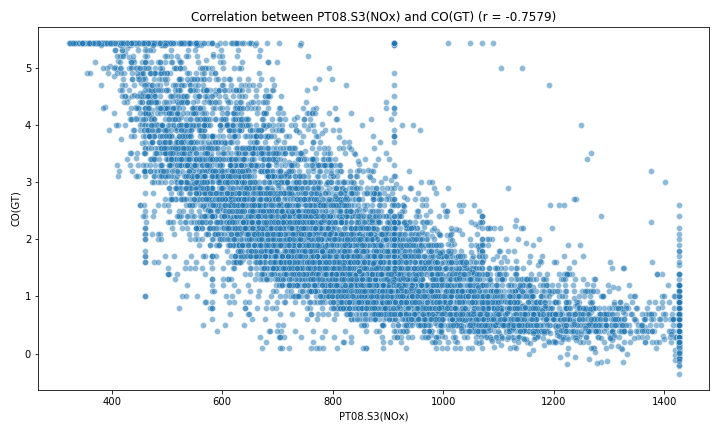 Correlation between PT08.S3(NOx) and CO(GT) (r = -0.7579)
5
4
3
2
1
0
CO(GT)
400 600 800 1000 1200 1400
PT08.S3(NOx)